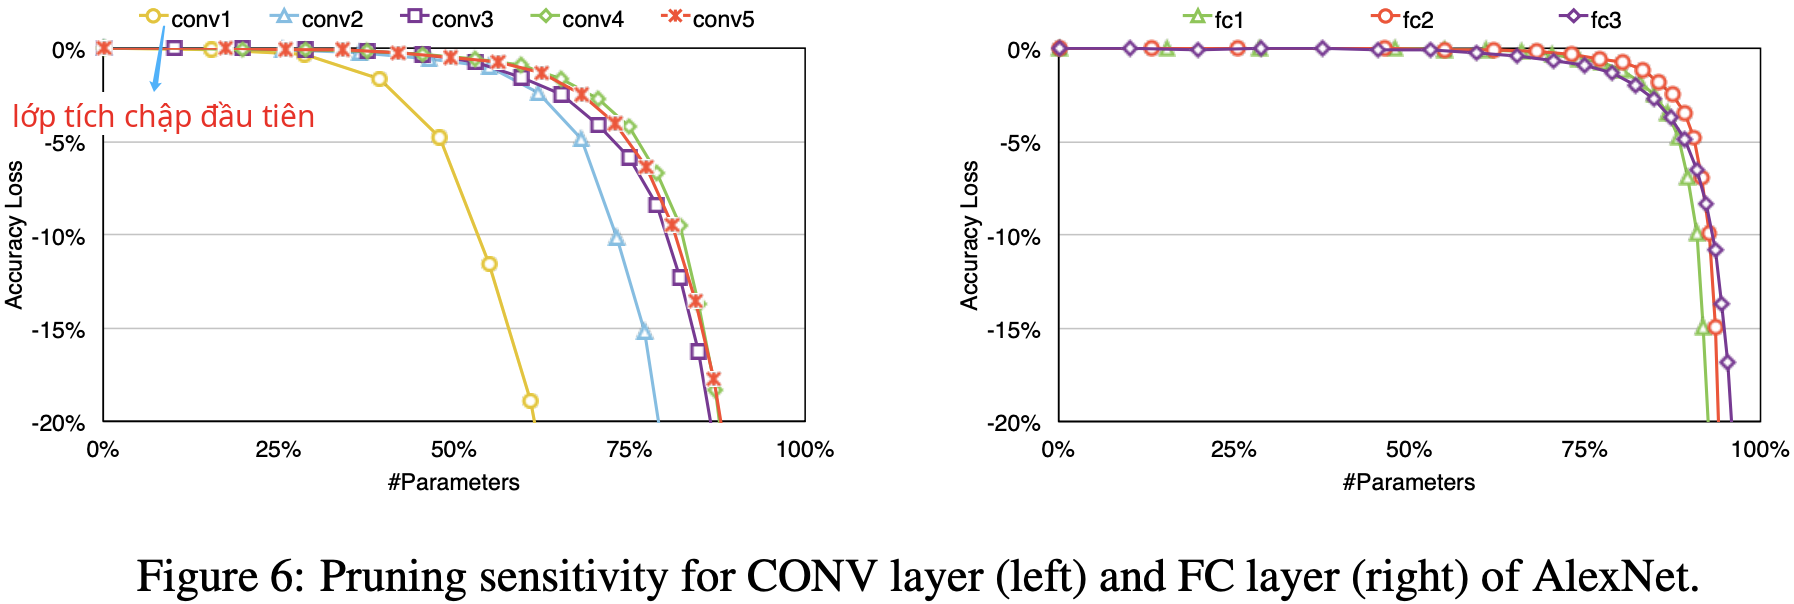 conv1 conv2 conv3 conv4 conv5
0%
lớp tích chập đầu tiên
-5%
-10%
-15%
-20%
0% 25% 50% 75% 100%
#Parameters
Accuracy Loss
fc1 fc2 fc3
0%
-5%
-10%
-15%
-20%
0% 25% 50% 75% 100%
#Parameters
Accuracy Loss
Figure 6: Pruning sensitivity for CONV layer (left) and FC layer (right) of AlexNet.